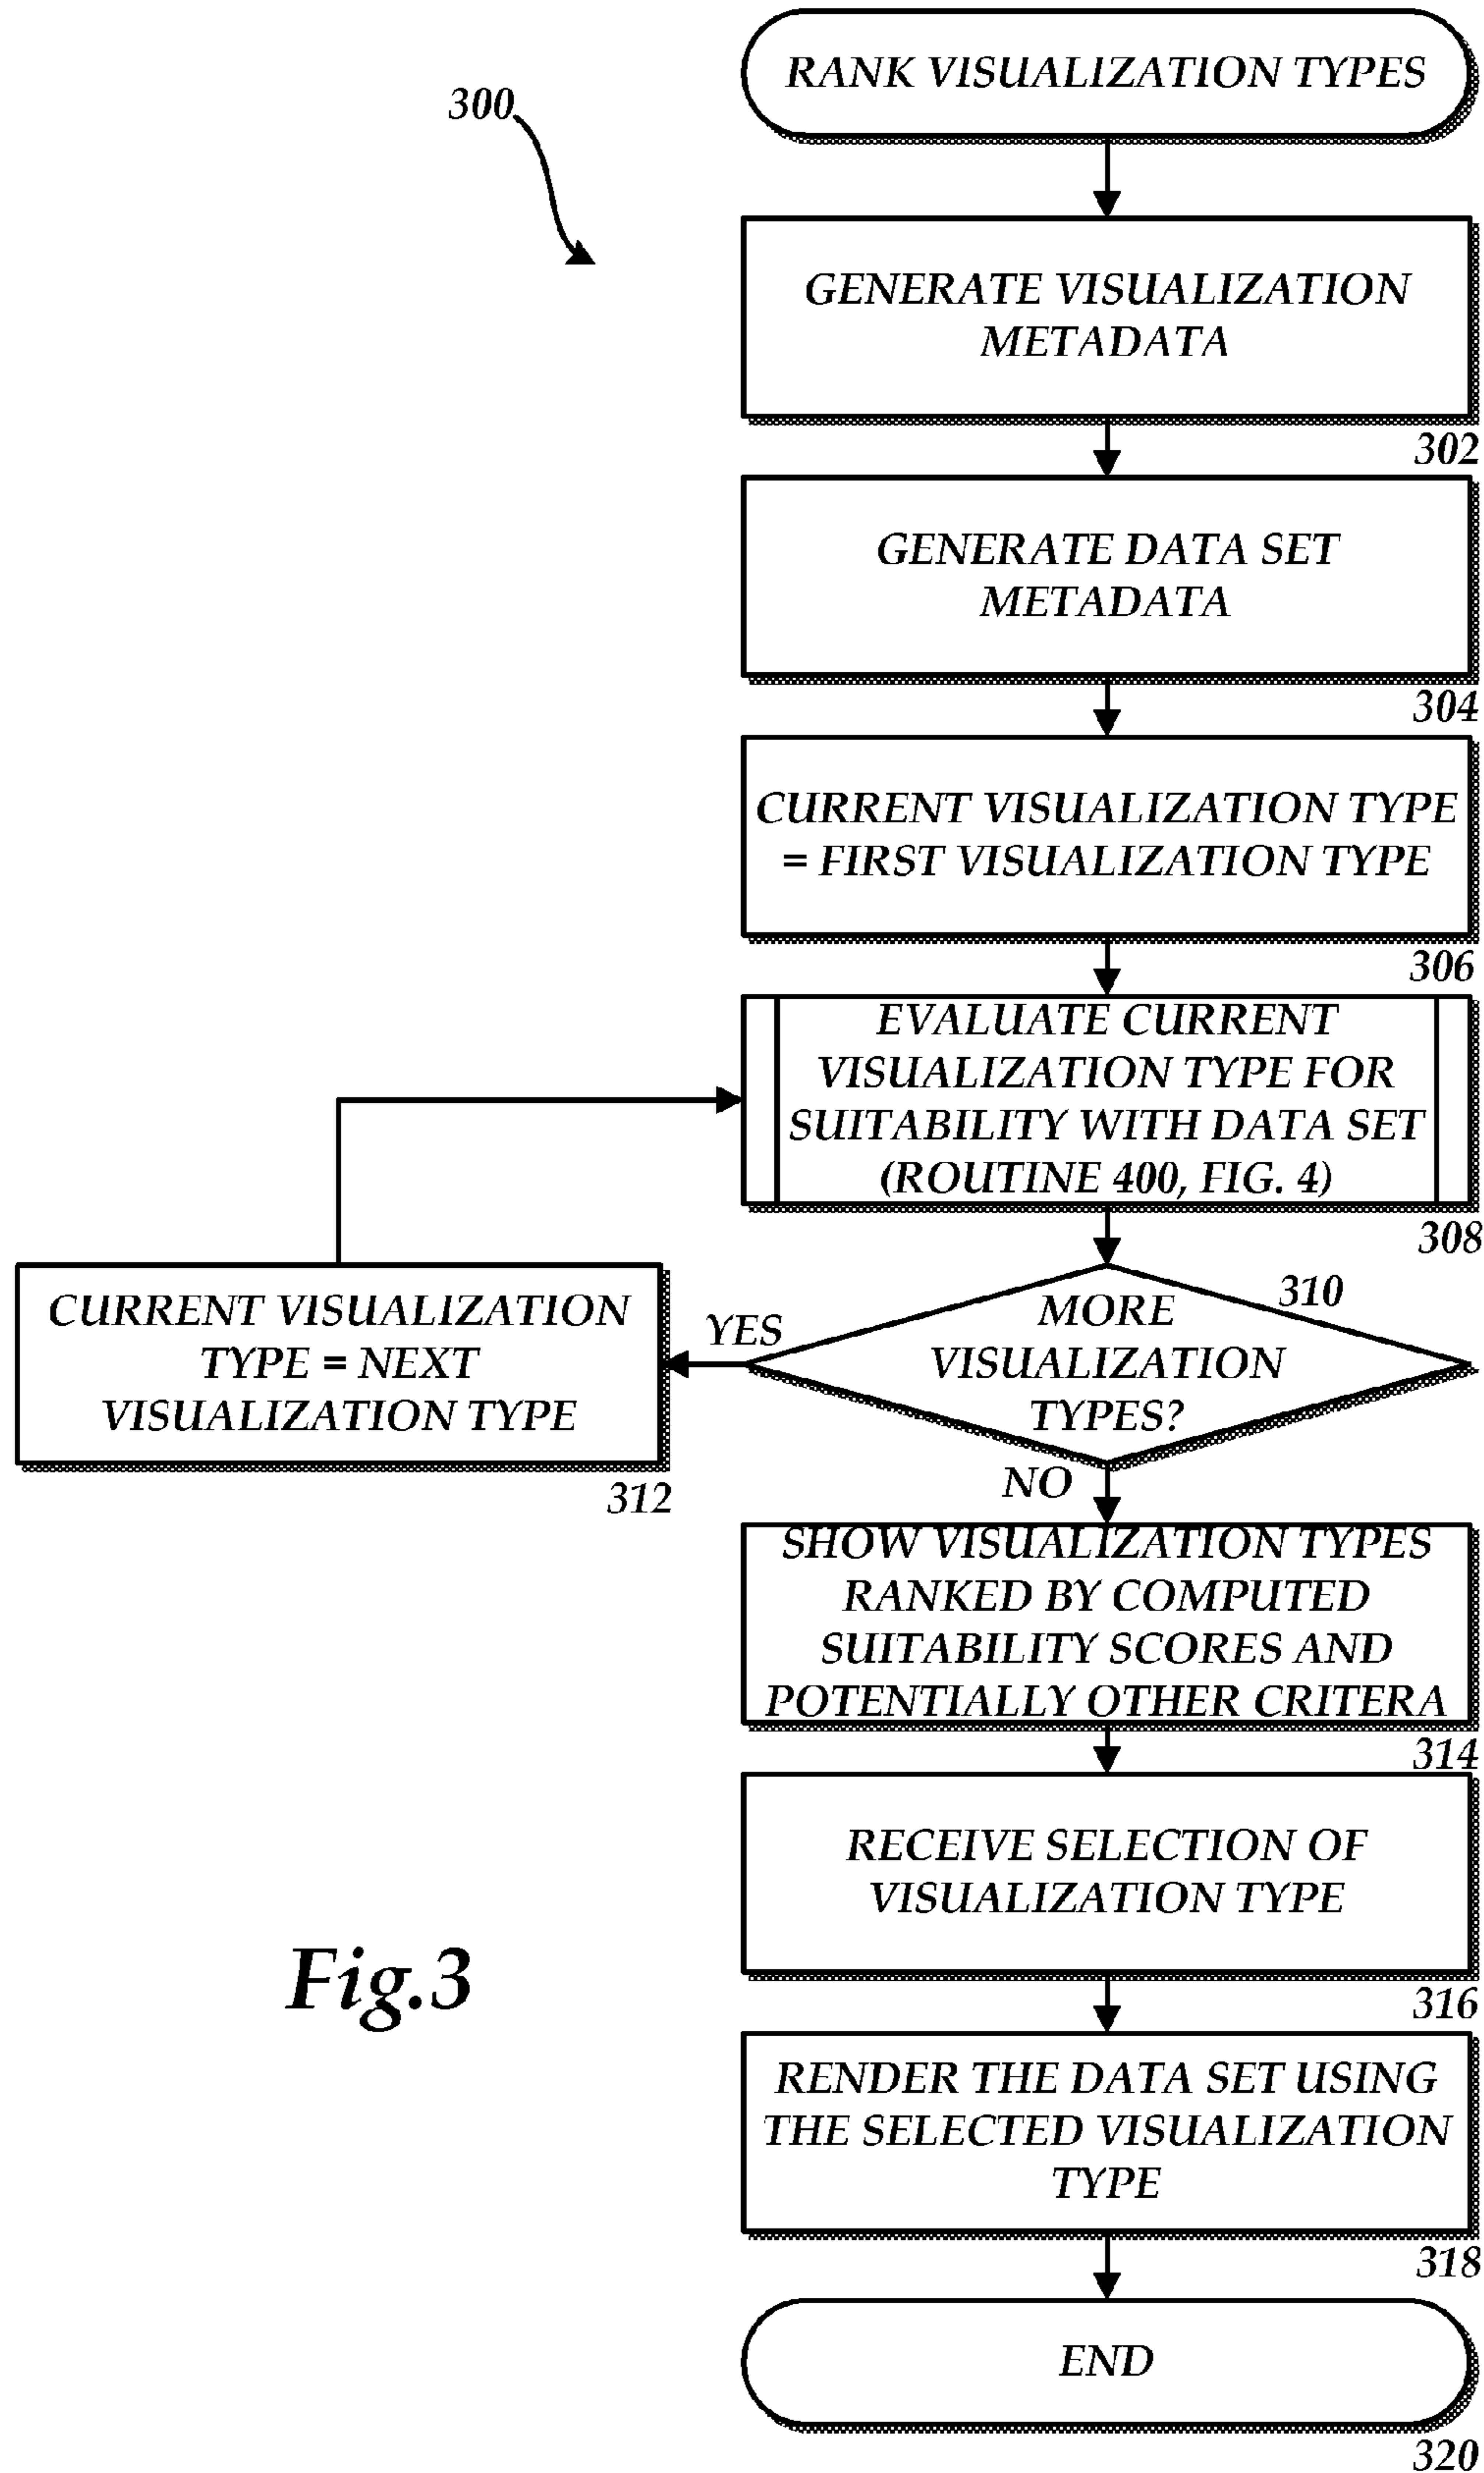 RANK VISUALIZATION TYPES
300
GENERATE VISUALIZATION
METADATA
302
GENERATE DATA SET
METADATA
304
CURRENT VISUALIZATION TYPE
= FIRST VISUALIZATION TYPE
306
EVALUATE CURRENT
VISUALIZATION TYPE FOR
SUITABILITY WITH DATA SET
(ROUTINE 400, FIG. 4)
308
310
MORE
VISUALIZATION
TYPES?
YES
CURRENT VISUALIZATION
TYPE = NEXT
VISUALIZATION TYPE
312
NO
SHOW VISUALIZATION TYPES
RANKED BY COMPUTED
SUITABILITY SCORES AND
POTENTIALLY OTHER CRITERA
314
RECEIVE SELECTION OF
VISUALIZATION TYPE
316
Fig.3
RENDER THE DATA SET USING
THE SELECTED VISUALIZATION
TYPE
318
END
320